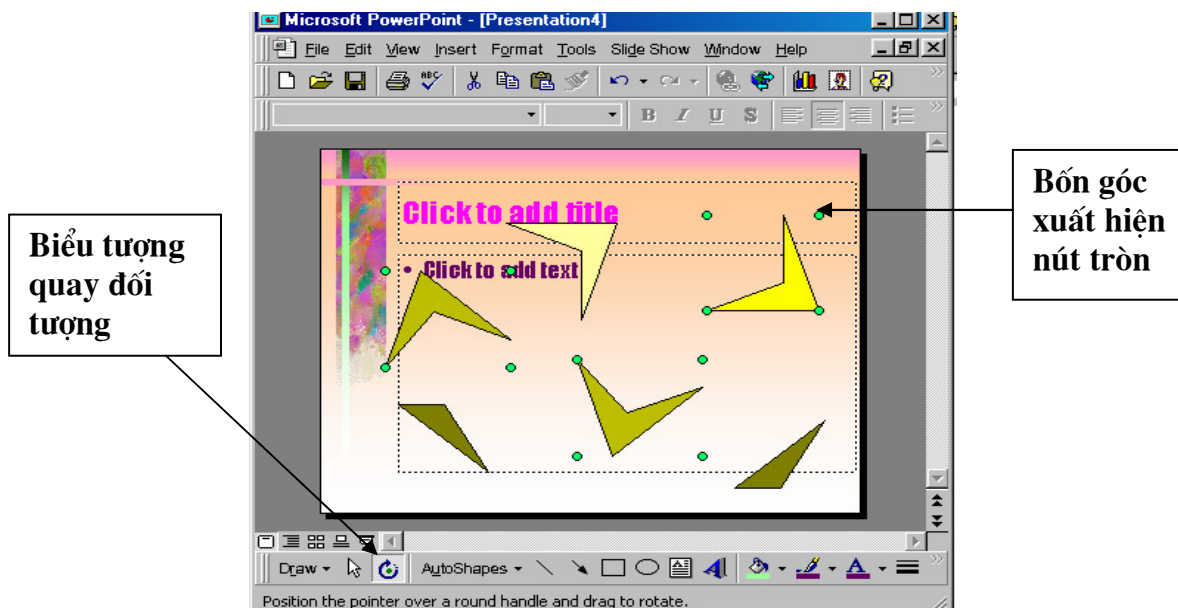 Microsoft PowerPoint - [Presentation4]
File Edit View Insert Format Tools Slide Show Window Help
ABC
B I U S
Click to add title
• Click to add text
Bốn góc
xuất hiện
nút tròn
Biểu tượng
quay đối
tượng
Draw AutoShapes A A
Position the pointer over a round handle and drag to rotate.